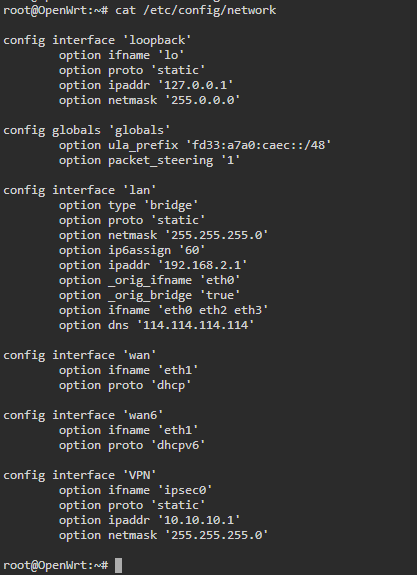 root@OpenWrt:~# cat /etc/config/network
config interface 'loopback'
option ifname 'lo'
option proto 'static'
option ipaddr '127.0.0.1'
option netmask '255.0.0.0'
config globals 'globals'
option ula_prefix 'fd33:a7a0:caec::/48'
option packet_steering '1'
config interface 'lan'
option type 'bridge'
option proto 'static'
option netmask '255.255.255.0'
option ip6assign '60'
option ipaddr '192.168.2.1'
option _orig_ifname 'eth0'
option _orig_bridge 'true'
option ifname 'eth0 eth2 eth3'
option dns '114.114.114.114'
config interface 'wan'
option ifname 'eth1'
option proto 'dhcp'
config interface 'wan6'
option ifname 'eth1'
option proto 'dhcpv6'
config interface 'VPN'
option ifname 'ipsec0'
option proto 'static'
option ipaddr '10.10.10.1'
option netmask '255.255.255.0'
root@OpenWrt:~#